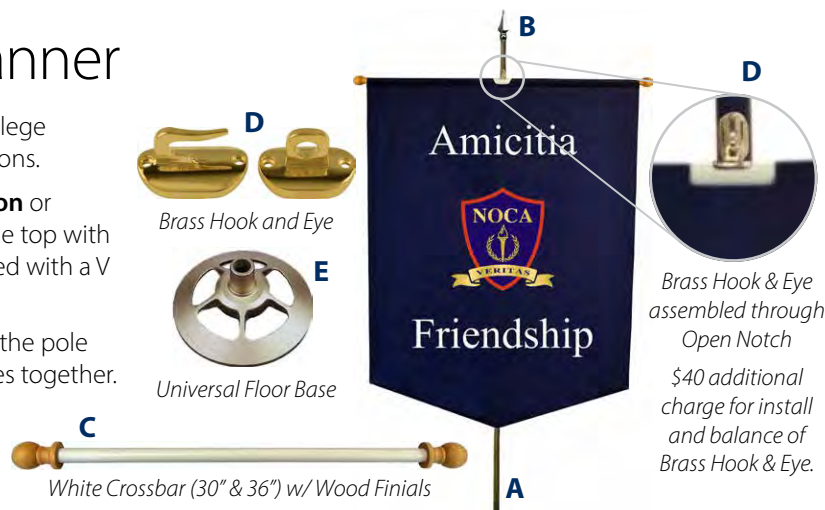 anner
lege
ons.
on or
e top with
ed with a V
the pole
es together.
D
Brass Hook and Eye
E
Universal Floor Base
C
White Crossbar (30” & 36”) w/ Wood Finials
B
Amicitia
NOCA
VERITAS
Friendship
A
D
Brass Hook & Eye
assembled through
Open Notch
$40 additional
charge for install
and balance of
Brass Hook & Eye.